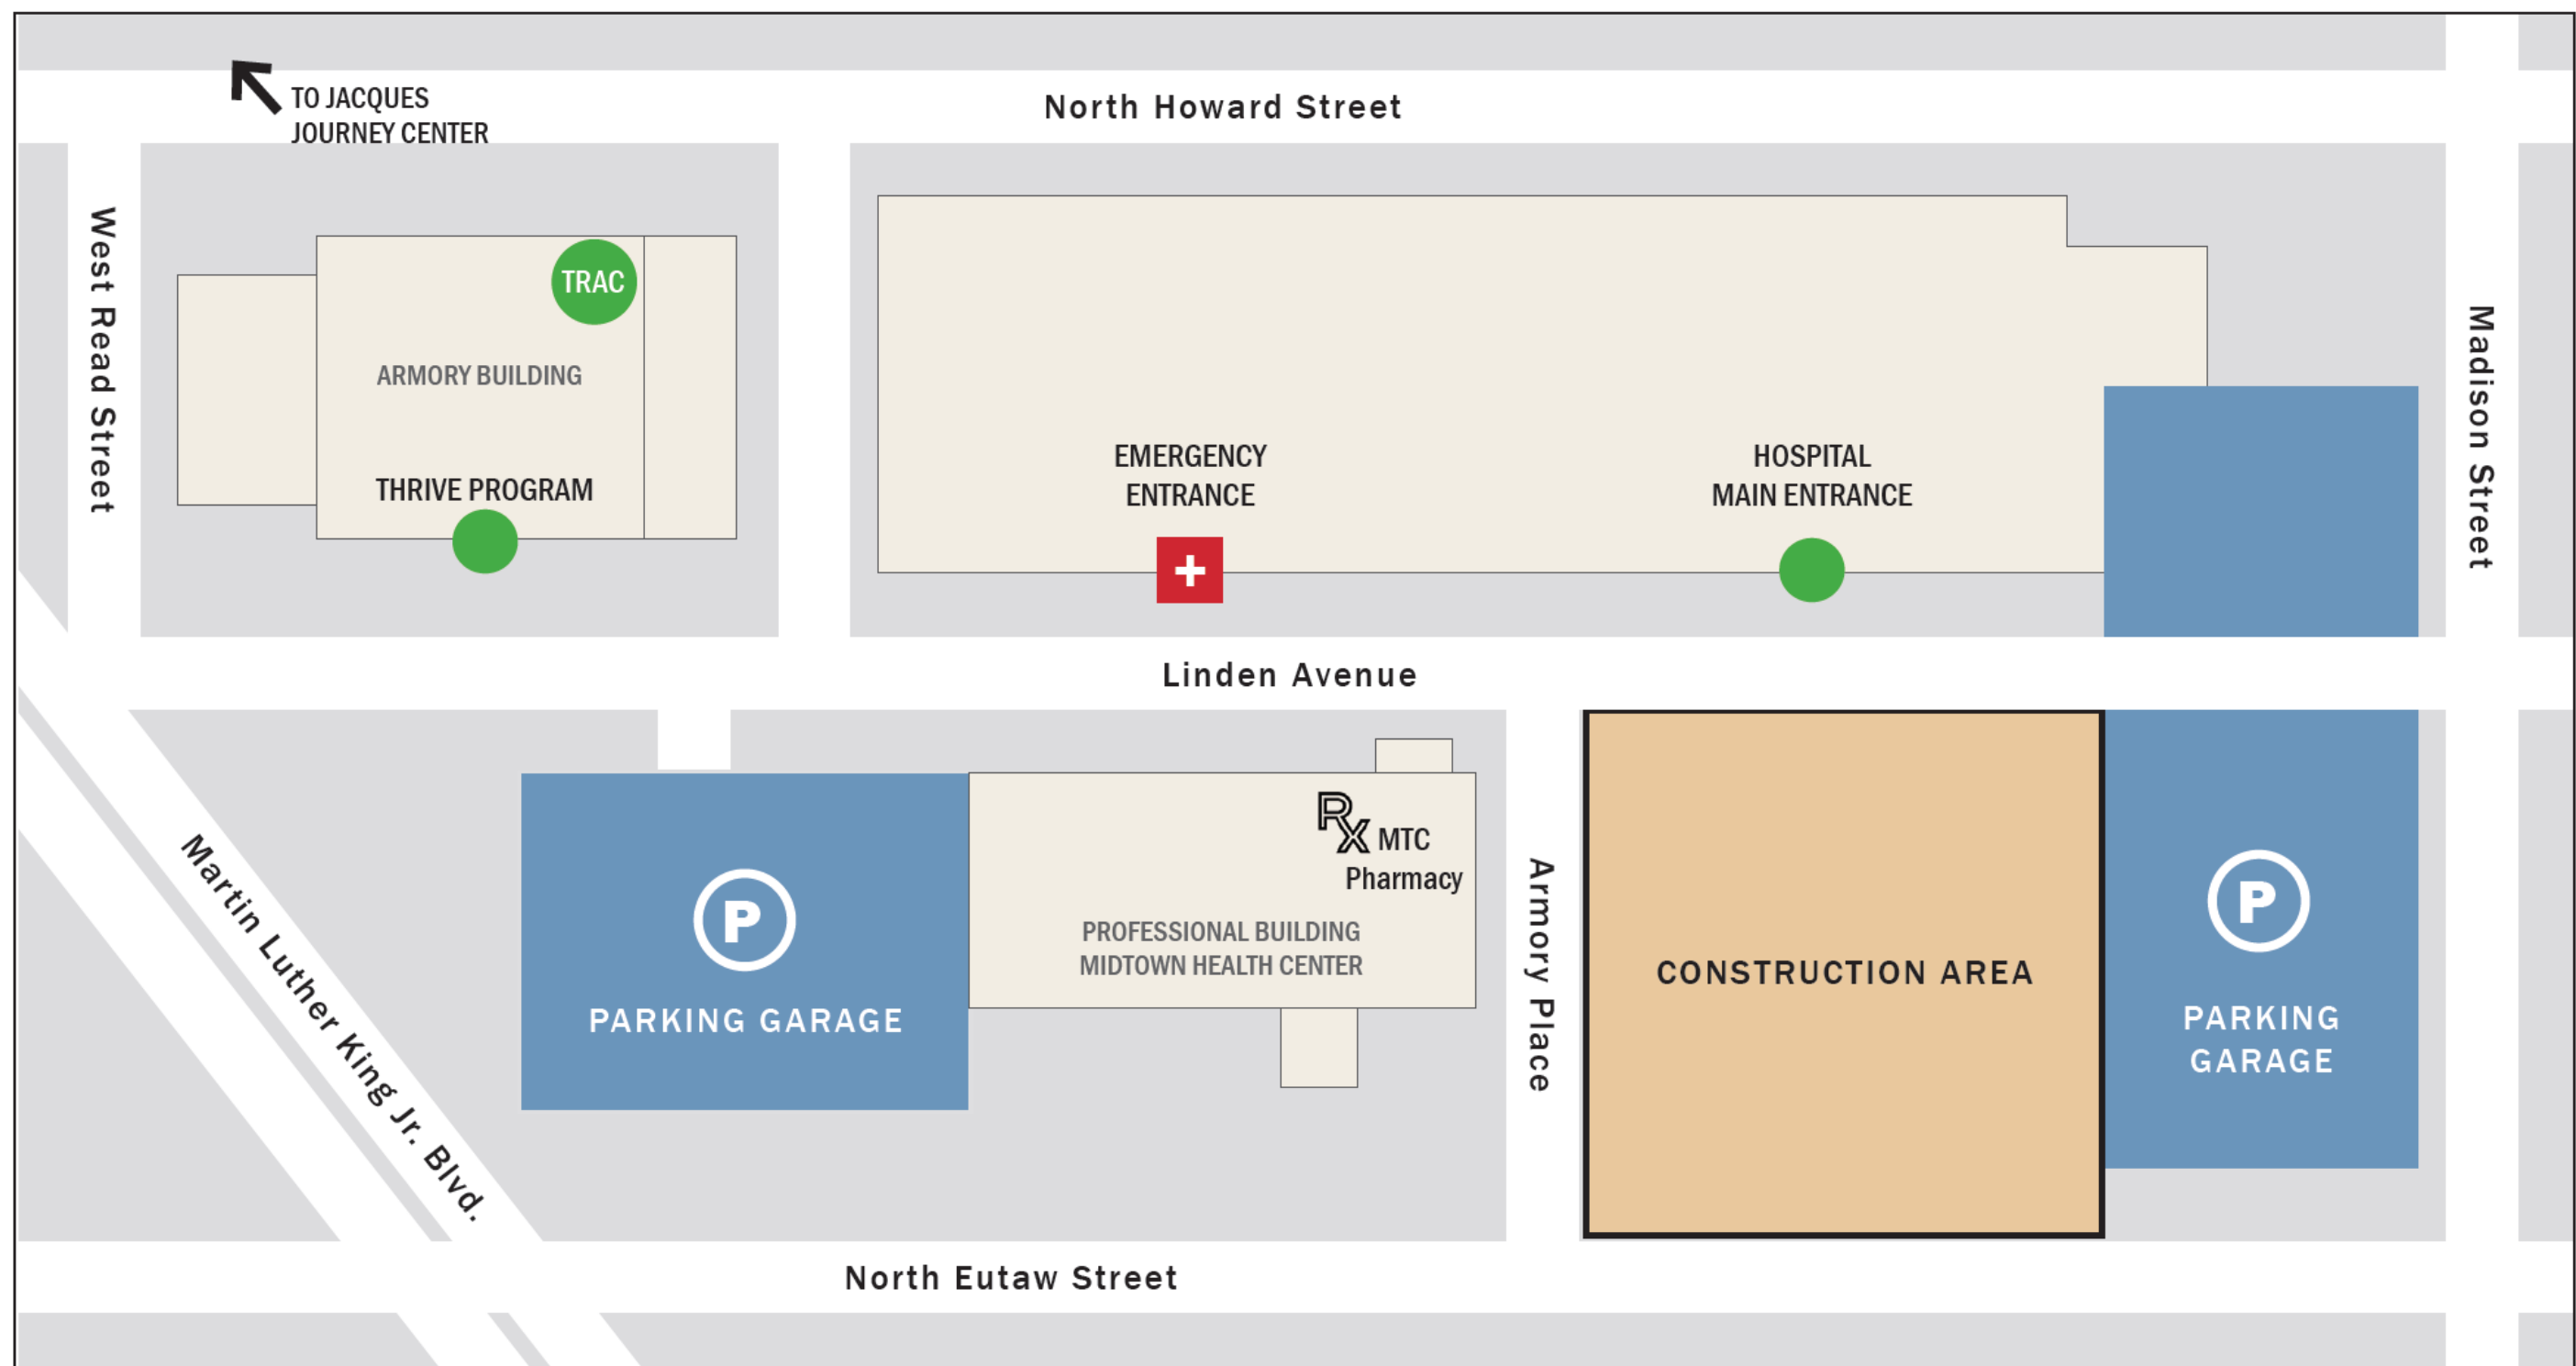 TO JACQUES
JOURNEY CENTER
North Howard Street
West Read Street
TRAC
ARMORY BUILDING
THRIVE PROGRAM
EMERGENCY
ENTRANCE
HOSPITAL
MAIN ENTRANCE
Madison Street
Linden Avenue
Martin Luther King Jr. Blvd.
P
PARKING GARAGE
Rx MTC
Pharmacy
PROFESSIONAL BUILDING
MIDTOWN HEALTH CENTER
Armory Place
CONSTRUCTION AREA
P
PARKING
GARAGE
North Eutaw Street